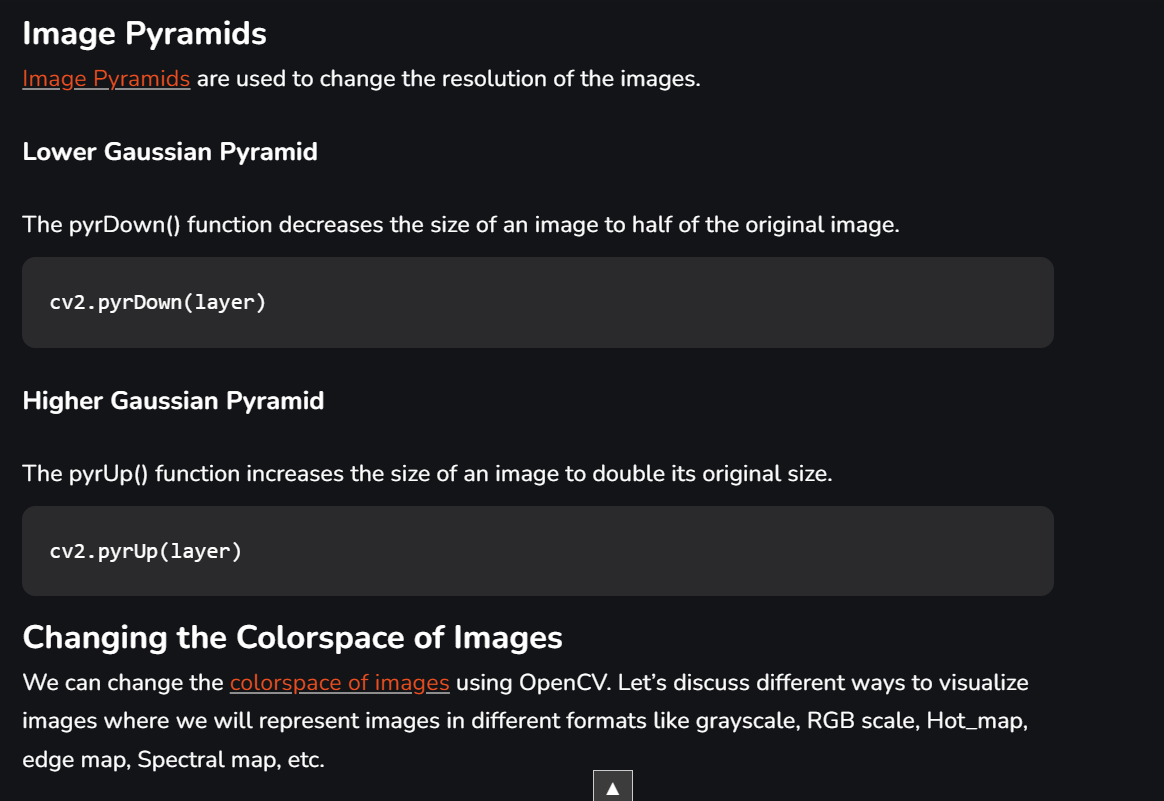 Image Pyramids
Image Pyramids are used to change the resolution of the images.
Lower Gaussian Pyramid
The pyrDown() function decreases the size of an image to half of the original image.
cv2.pyrDown(layer)
Higher Gaussian Pyramid
The pyrUp() function increases the size of an image to double its original size.
cv2.pyrUp(layer)
Changing the Colorspace of Images
We can change the colorspace of images using OpenCV. Let’s discuss different ways to visualize
images where we will represent images in different formats like grayscale, RGB scale, Hot_map,
edge map, Spectral map, etc.